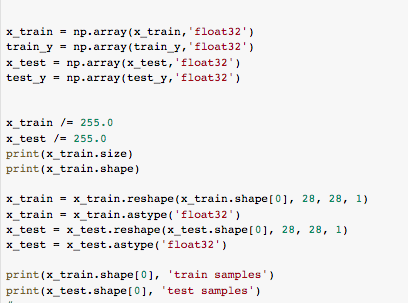 x_train = np.array(x_train,'float32')
train_y = np.array(train_y,'float32')
x_test = np.array(x_test,'float32')
test_y = np.array(test_y,'float32')
x_train /= 255.0
x_test /= 255.0
print(x_train.size)
print(x_train.shape)
x_train = x_train.reshape(x_train.shape[0], 28, 28, 1)
x_train = x_train.astype('float32')
x_test = x_test.reshape(x_test.shape[0], 28, 28, 1)
x_test = x_test.astype('float32')
print(x_train.shape[0], 'train samples')
print(x_test.shape[0], 'test samples')